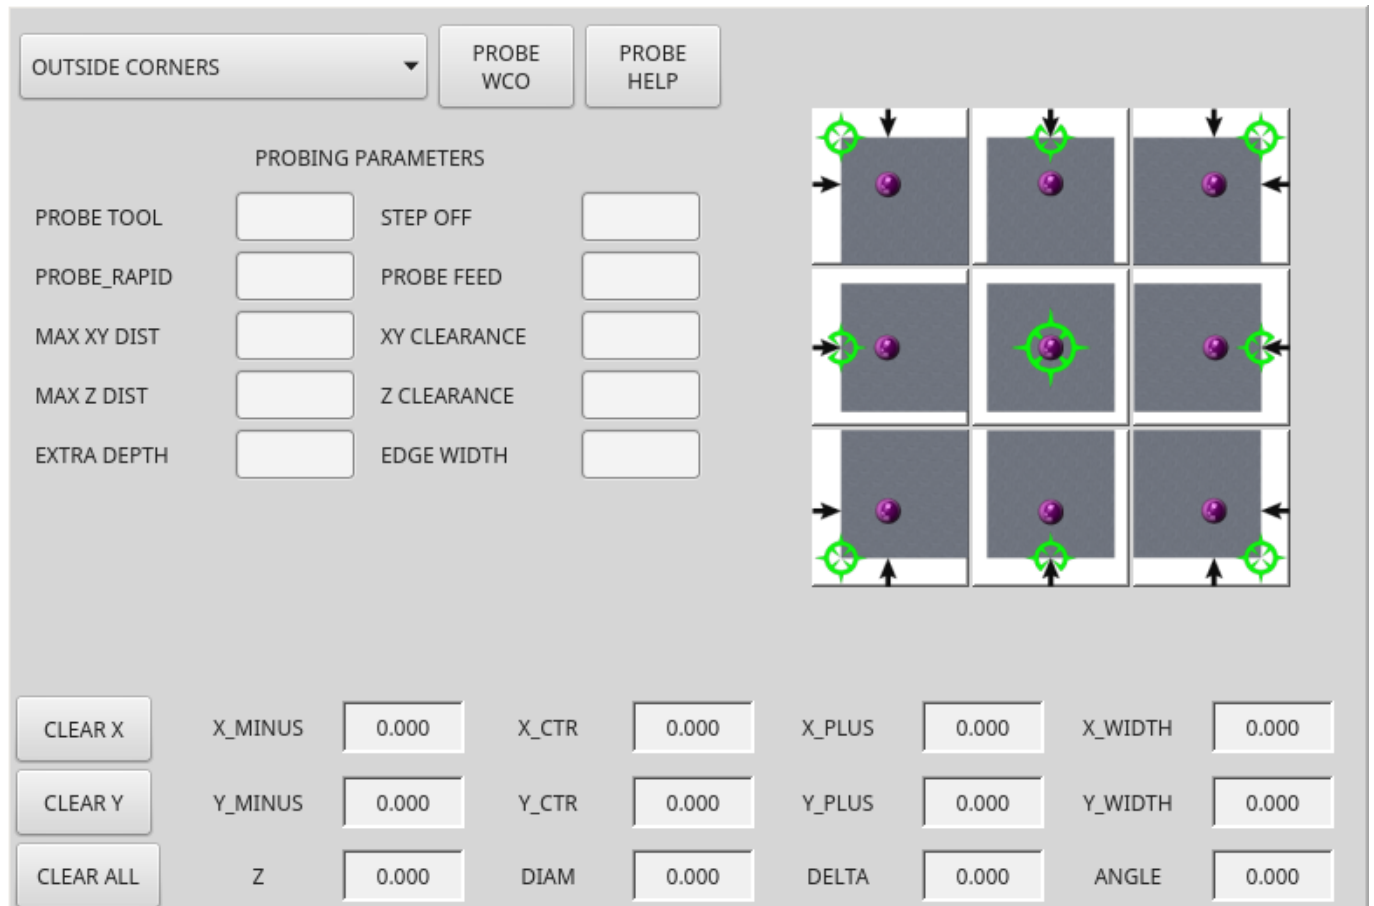 OUTSIDE CORNERS
PROBE
WCO
PROBE
HELP
PROBING PARAMETERS
PROBE TOOL STEP OFF
PROBE_RAPID PROBE FEED
MAX XY DIST XY CLEARANCE
MAX Z DIST Z CLEARANCE
EXTRA DEPTH EDGE WIDTH
CLEAR X X_MINUS 0.000 X_CTR 0.000 X_PLUS 0.000 X_WIDTH 0.000
CLEAR Y Y_MINUS 0.000 Y_CTR 0.000 Y_PLUS 0.000 Y_WIDTH 0.000
CLEAR ALL Z 0.000 DIAM 0.000 DELTA 0.000 ANGLE 0.000